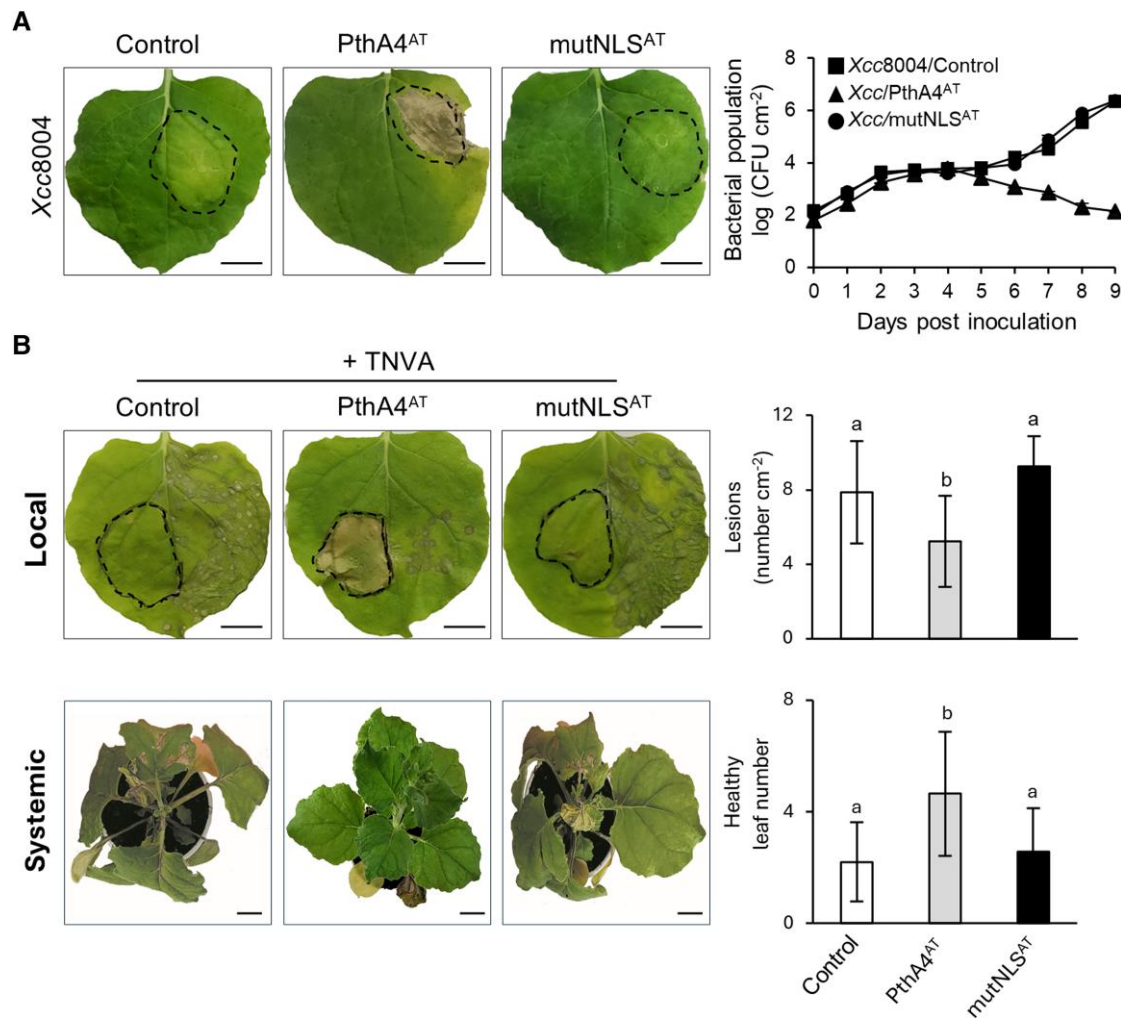 A
Control
PthA4ᴬᵀ
mutNLSᴬᵀ
Xcc8004
Bacterial population
log (CFU cm⁻²)
8
6
4
2
0
Xcc8004/Control
Xcc/PthA4ᴬᵀ
Xcc/mutNLSᴬᵀ
0 1 2 3 4 5 6 7 8 9
Days post inoculation
B
+ TNVA
Control
PthA4ᴬᵀ
mutNLSᴬᵀ
Local
Lesions
(number cm⁻²)
12
8
4
0
a
b
a
Systemic
Healthy
leaf number
8
4
0
a
b
a
Control
PthA4ᴬᵀ
mutNLSᴬᵀ